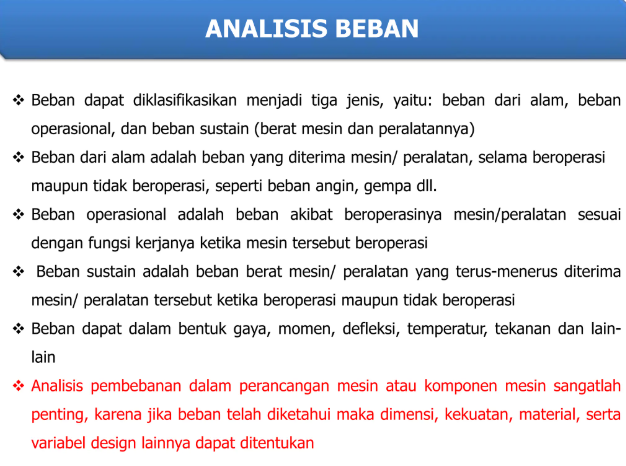 ANALISIS BEBAN
❖ Beban dapat diklasifikasikan menjadi tiga jenis, yaitu: beban dari alam, beban
operasional, dan beban sustain (berat mesin dan peralatannya)
❖ Beban dari alam adalah beban yang diterima mesin/ peralatan, selama beroperasi
maupun tidak beroperasi, seperti beban angin, gempa dll.
❖ Beban operasional adalah beban akibat beroperasinya mesin/peralatan sesuai
dengan fungsi kerjanya ketika mesin tersebut beroperasi
❖ Beban sustain adalah beban berat mesin/ peralatan yang terus-menerus diterima
mesin/ peralatan tersebut ketika beroperasi maupun tidak beroperasi
❖ Beban dapat dalam bentuk gaya, momen, defleksi, temperatur, tekanan dan lain-
lain
❖ Analisis pembebanan dalam perancangan mesin atau komponen mesin sangatlah
penting, karena jika beban telah diketahui maka dimensi, kekuatan, material, serta
variabel design lainnya dapat ditentukan